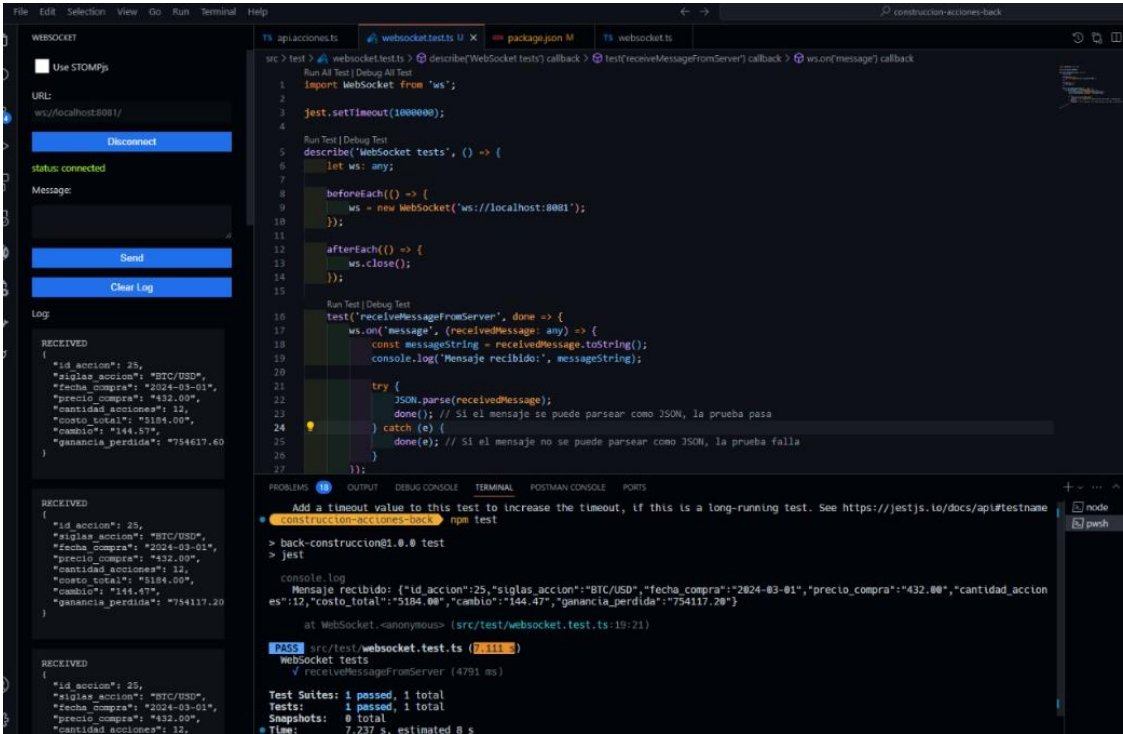 File Edit Selection View Go Run Terminal Help
construccion-acciones-back
WEBSOCKET
Use STOMPjs
URL:
ws://localhost:8081/
Disconnect
status: connected
Message:
Send
Clear Log
Log:
RECEIVED
{
"id_accion": 25,
"siglas_accion": "BTC/USD",
"fecha_compra": "2024-03-01",
"precio_compra": "432.00",
"cantidad_acciones": 12,
"costo_total": "5184.00",
"cambio": "144.57",
"ganancia_perdida": "754617.60
}
RECEIVED
{
"id_accion": 25,
"siglas_accion": "BTC/USD",
"fecha_compra": "2024-03-01",
"precio_compra": "432.00",
"cantidad_acciones": 12,
"costo_total": "5184.00",
"cambio": "144.47",
"ganancia_perdida": "754117.20
}
RECEIVED
{
"id_accion": 25,
"siglas_accion": "BTC/USD",
"fecha_compra": "2024-03-01",
"precio_compra": "432.00",
"cantidad_acciones": 12,
TS api.acciones.ts websocket.test.ts U package.json M TS websocket.ts
src > test > websocket.test.ts > describe('WebSocket tests') callback > test('receiveMessageFromServer') callback > ws.on('message') callback
Run All Test | Debug All Test
1 import WebSocket from 'ws';
2
3 jest.setTimeout(1000000);
4
Run Test | Debug Test
5 describe('WebSocket tests', () => {
6 let ws: any;
7
8 beforeEach(() => {
9 ws = new WebSocket('ws://localhost:8081');
10 });
11
12 afterEach(() => {
13 ws.close();
14 });
15
Run Test | Debug Test
16 test('receiveMessageFromServer', done => {
17 ws.on('message', (receivedMessage: any) => {
18 const messageString = receivedMessage.toString();
19 console.log('Mensaje recibido:', messageString);
20
21 try {
22 JSON.parse(receivedMessage);
23 done(); // Si el mensaje se puede parsear como JSON, la prueba pasa
24 } catch (e) {
25 done(e); // Si el mensaje no se puede parsear como JSON, la prueba falla
26 }
27 });
PROBLEMS 18 OUTPUT DEBUG CONSOLE TERMINAL POSTMAN CONSOLE PORTS
Add a timeout value to this test to increase the timeout, if this is a long-running test. See https://jestjs.io/docs/api#testname
construccion-acciones-back npm test
> back-construccion@1.0.0 test
> jest
console.log
Mensaje recibido: {"id_accion":25,"siglas_accion":"BTC/USD","fecha_compra":"2024-03-01","precio_compra":"432.00","cantidad_accion
es":12,"costo_total":"5184.00","cambio":"144.47","ganancia_perdida":"754117.20"}
at WebSocket.<anonymous> (src/test/websocket.test.ts:19:21)
PASS src/test/websocket.test.ts (7.111 s)
WebSocket tests
√ receiveMessageFromServer (4791 ms)
Test Suites: 1 passed, 1 total
Tests: 1 passed, 1 total
Snapshots: 0 total
Time: 7.237 s, estimated 8 s
node
pwsh